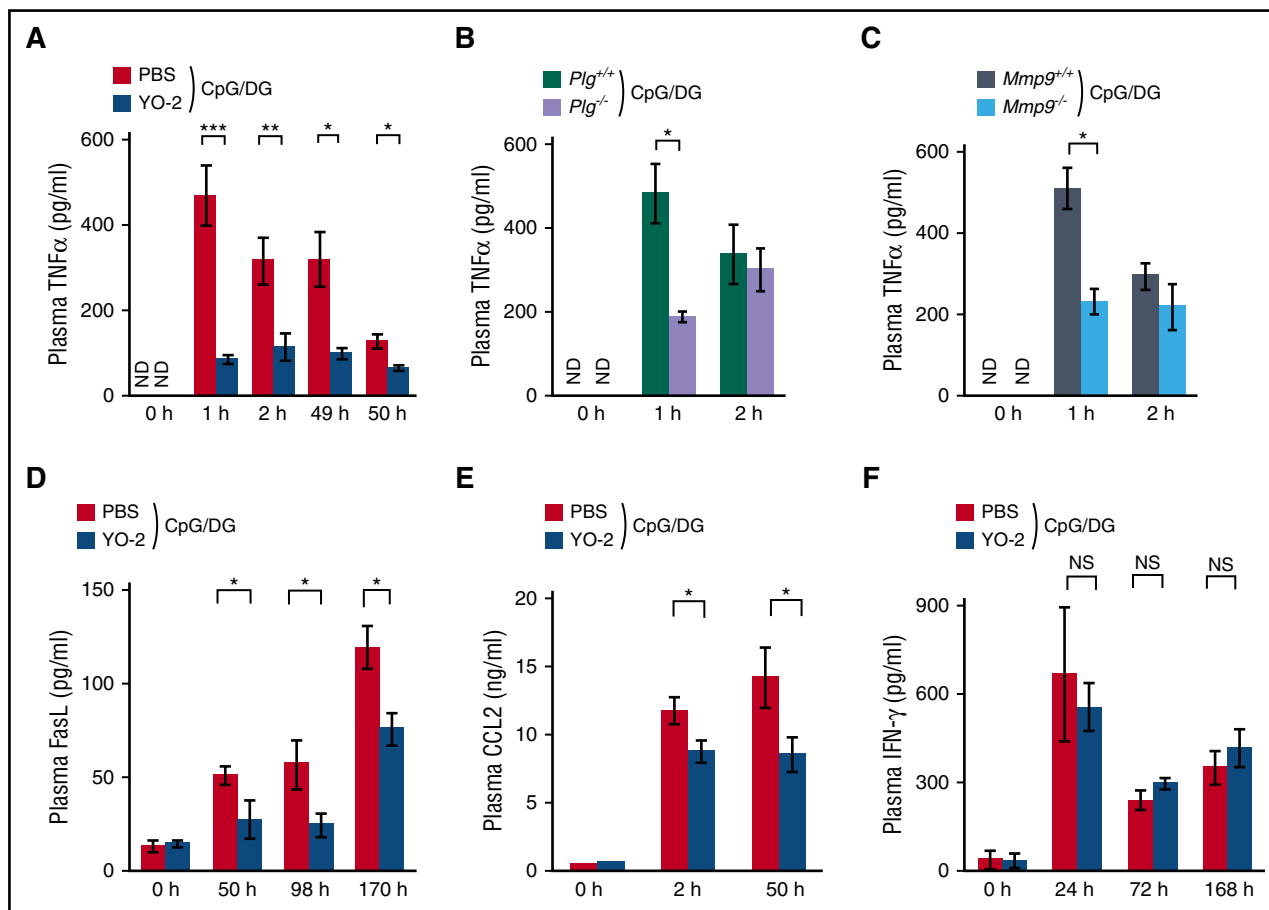 A
PBS
YO-2
CpG/DG
Plasma TNFα (pg/ml)
600
400
200
0
***
**
*
*
ND
ND
0 h
1 h
2 h
49 h
50 h
B
Plg+/+
Plg-/-
CpG/DG
Plasma TNFα (pg/ml)
600
400
200
0
*
ND
ND
0 h
1 h
2 h
C
Mmp9+/+
Mmp9-/-
CpG/DG
Plasma TNFα (pg/ml)
600
400
200
0
*
ND
ND
0 h
1 h
2 h
D
PBS
YO-2
CpG/DG
Plasma FasL (pg/ml)
150
100
50
0
*
*
*
0 h
50 h
98 h
170 h
E
PBS
YO-2
CpG/DG
Plasma CCL2 (ng/ml)
20
15
10
5
0
*
*
0 h
2 h
50 h
F
PBS
YO-2
CpG/DG
Plasma IFN-γ (pg/ml)
900
600
300
0
NS
NS
NS
0 h
24 h
72 h
168 h